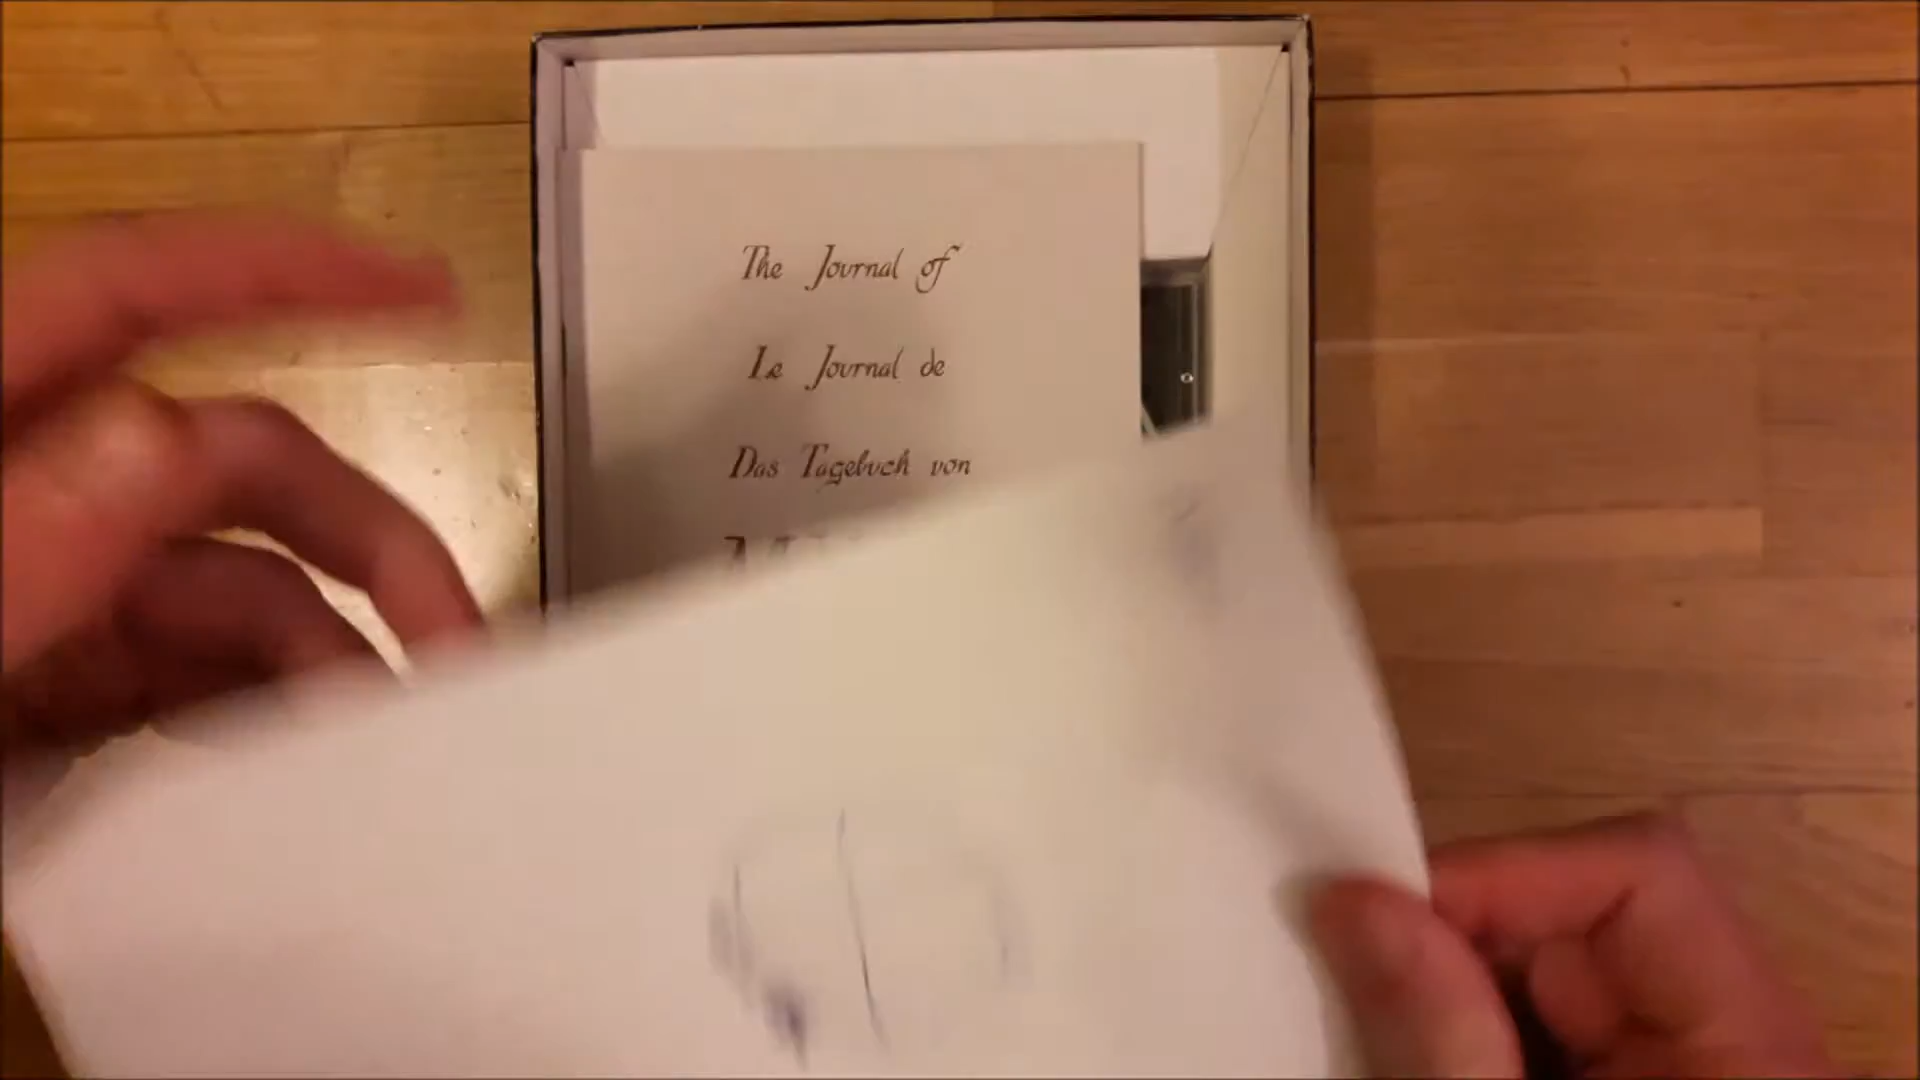 The Journal of
Le Journal de
Das Tagebuch von